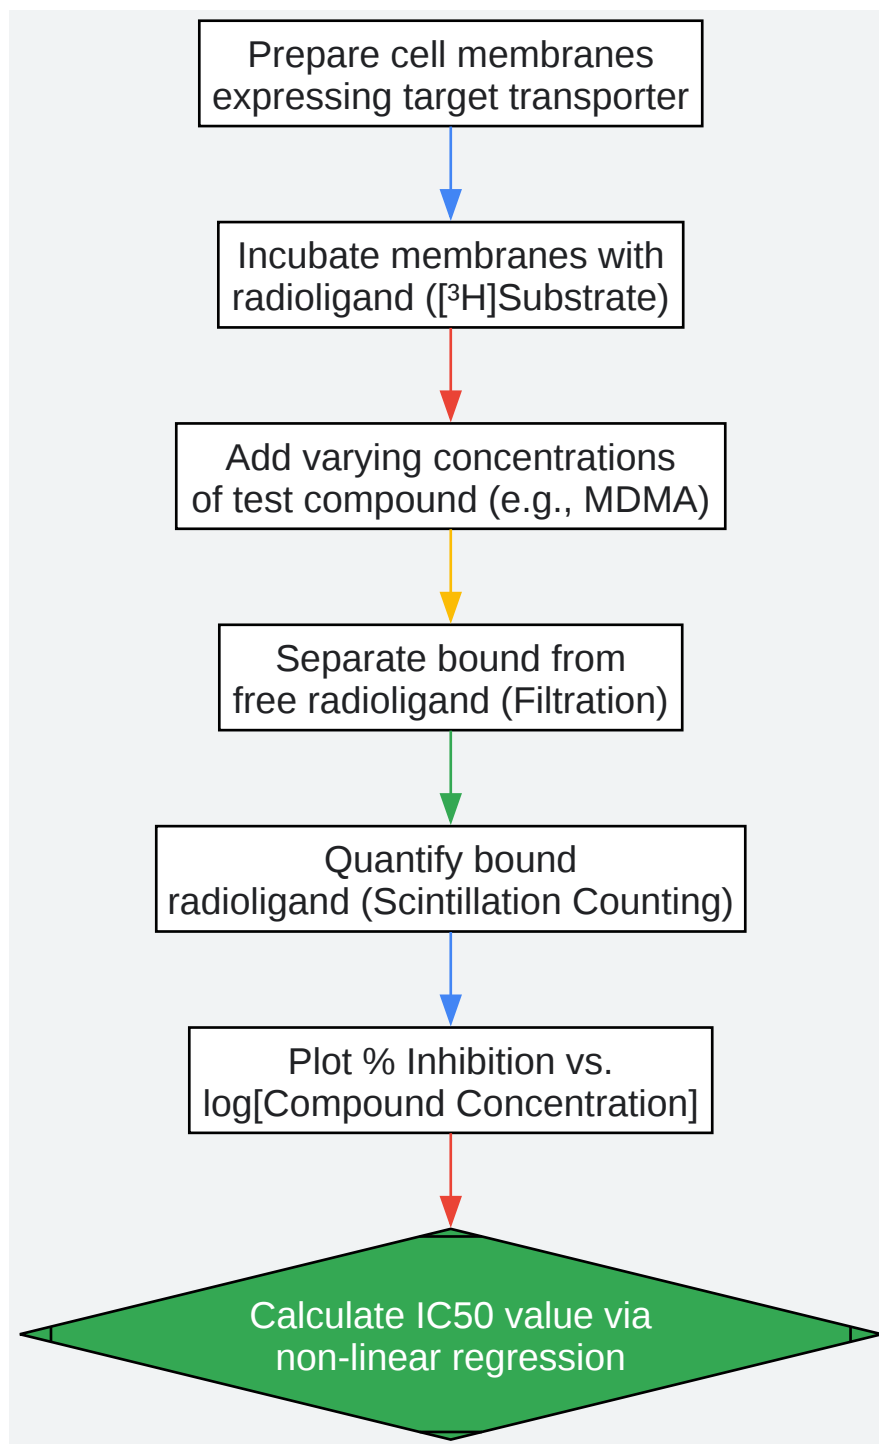 Prepare cell membranes
expressing target transporter
Incubate membranes with
radioligand ([³H]Substrate)
Add varying concentrations
of test compound (e.g., MDMA)
Separate bound from
free radioligand (Filtration)
Quantify bound
radioligand (Scintillation Counting)
Plot % Inhibition vs.
log[Compound Concentration]
Calculate IC50 value via
non-linear regression